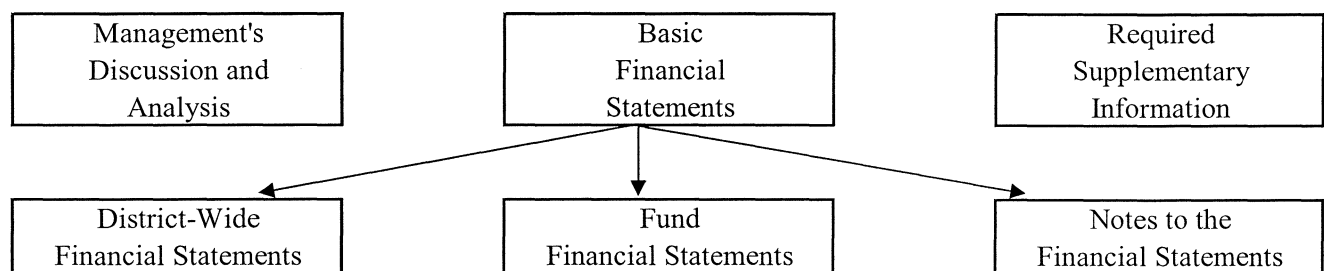 Management's
Discussion and
Analysis
Basic
Financial
Statements
Required
Supplementary
Information
District-Wide
Financial Statements
Fund
Financial Statements
Notes to the
Financial Statements